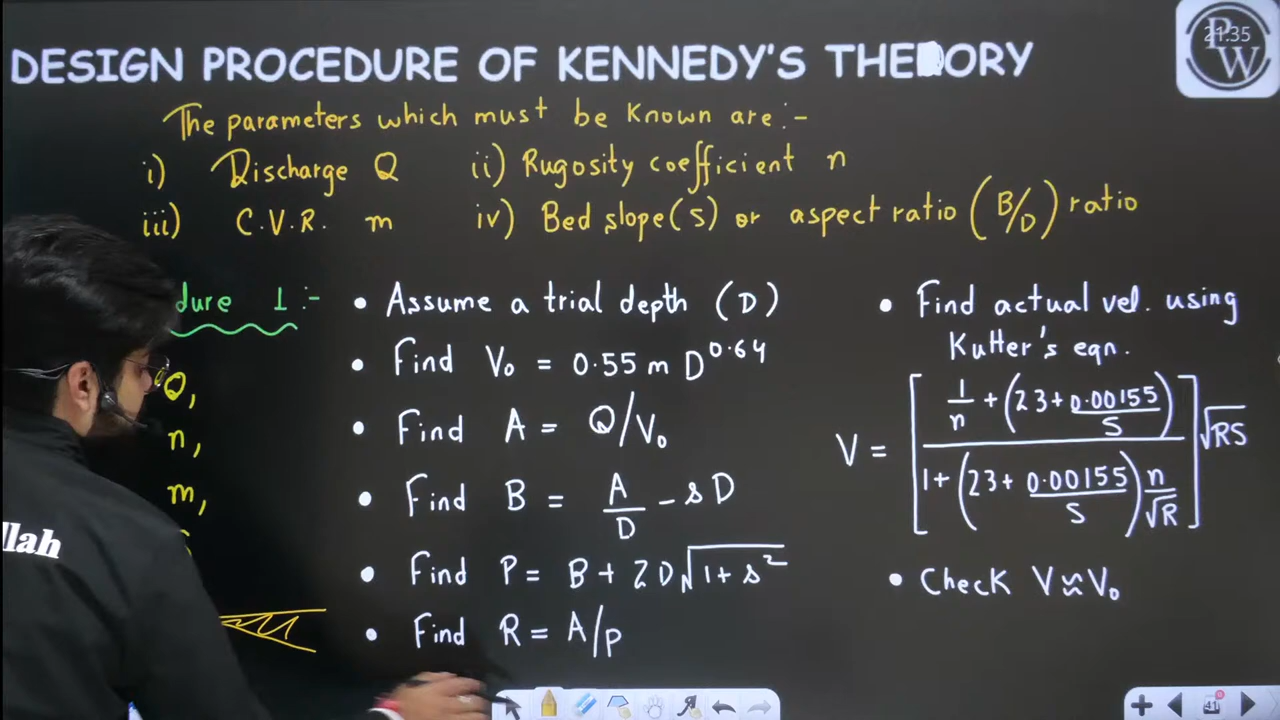 DESIGN PROCEDURE OF KENNEDY'S THEORY
21:35
P
W
The parameters which must be known are :-
i) Discharge Q ii) Rugosity coefficient n
iii) C.V.R. m iv) Bed slope(S) or aspect ratio (B/D) ratio
dure 1 :-
Q,
n,
m,
llah
• Assume a trial depth (D)
• Find V₀ = 0.55 m D^0.64
• Find A = Q/V₀
• Find B = A/D - sD
• Find P = B + 2D√(1+s²)
• Find R = A/P
• Find actual vel. using
Kutter's eqn.
V = [ (1/n + (23 + 0.00155/S)) / (1 + (23 + 0.00155/S) n/√R) ] √RS
• Check V ≈ V₀
41